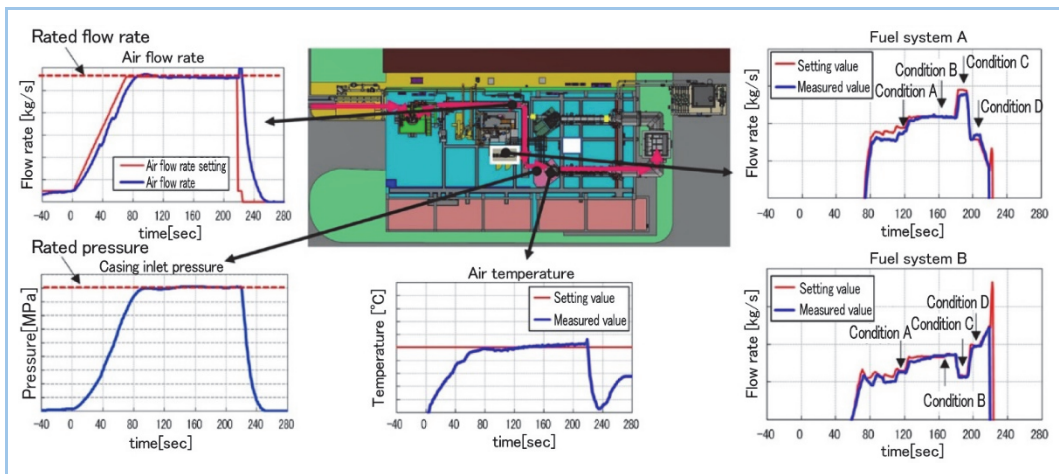 Rated flow rate
Air flow rate
Flow rate [kg/s]
Air flow rate setting
Air flow rate
-40 0 40 80 120 160 200 240 280
time[sec]
Rated pressure
Casing inlet pressure
Pressure[MPa]
-40 0 40 80 120 160 200 240 280
time[sec]
Air temperature
Temperature [°C]
Setting value
Measured value
-40 0 40 80 120 160 200 240 280
time[sec]
Fuel system A
Flow rate [kg/s]
Setting value
Measured value
Condition A
Condition B
Condition C
Condition D
-40 0 40 80 120 160 200 240 280
time[sec]
Fuel system B
Flow rate [kg/s]
Setting value
Measured value
Condition A
Condition D
Condition C
Condition B
-40 0 40 80 120 160 200 240 280
time[sec]